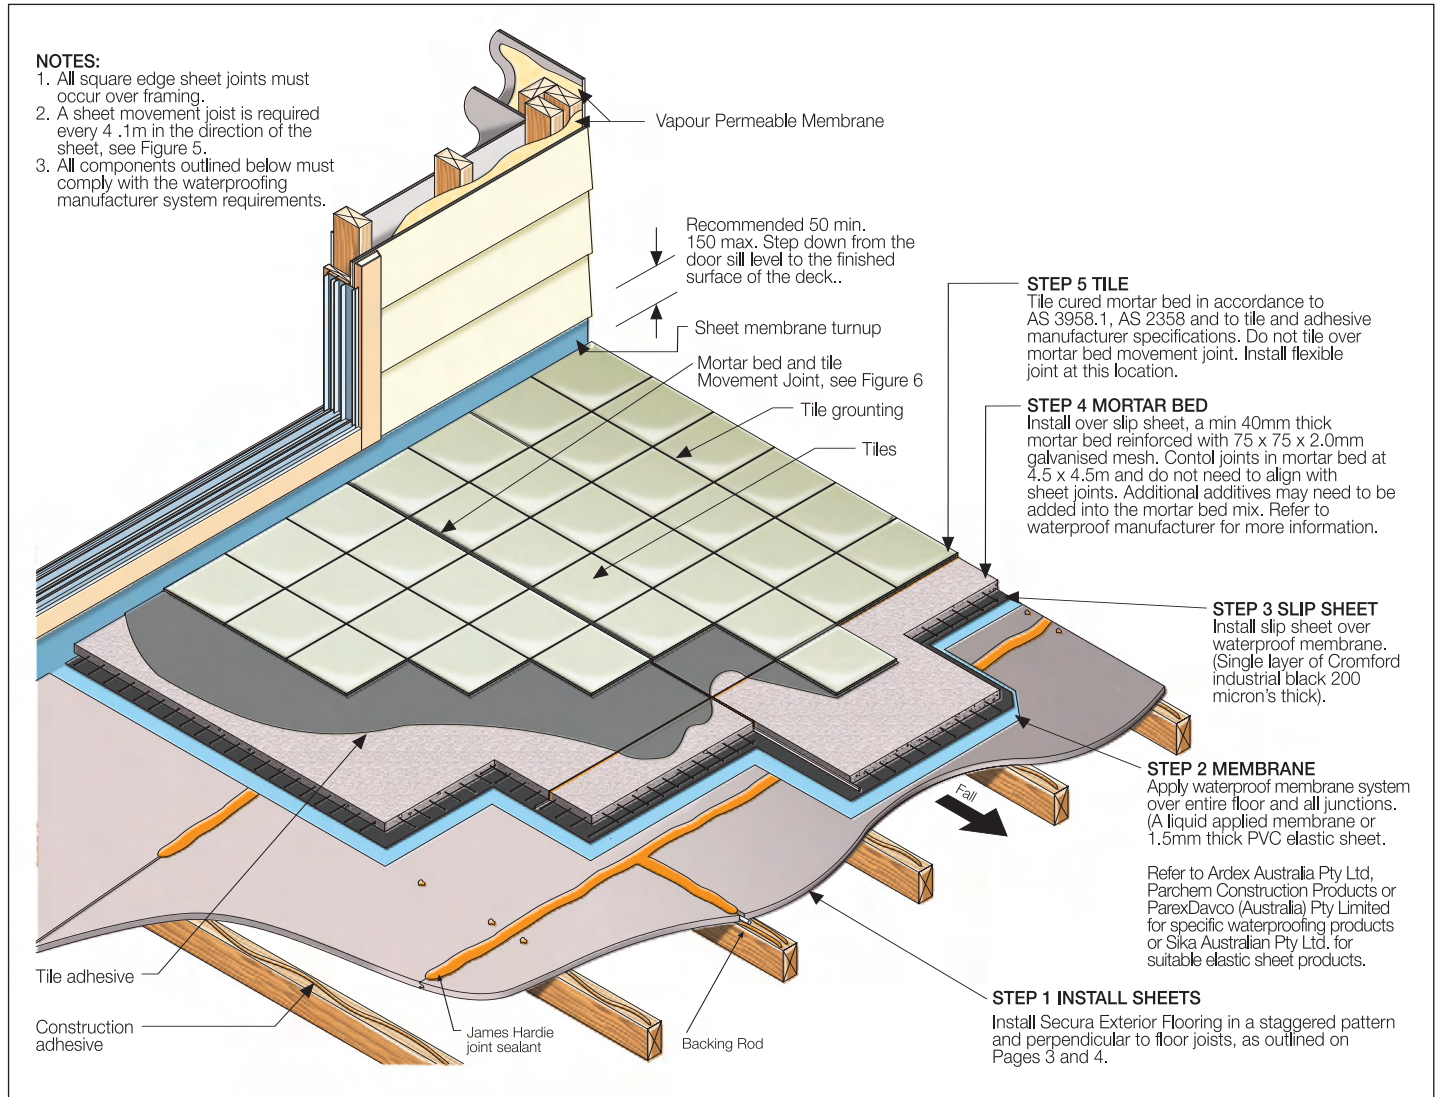 NOTES:
1. All square edge sheet joints must
occur over framing.
2. A sheet movement joist is required
every 4 .1m in the direction of the
sheet, see Figure 5.
3. All components outlined below must
comply with the waterproofing
manufacturer system requirements.
Vapour Permeable Membrane
Recommended 50 min.
150 max. Step down from the
door sill level to the finished
surface of the deck..
Sheet membrane turnup
Mortar bed and tile
Movement Joint, see Figure 6
Tile grounting
Tiles
STEP 5 TILE
Tile cured mortar bed in accordance to
AS 3958.1, AS 2358 and to tile and adhesive
manufacturer specifications. Do not tile over
mortar bed movement joint. Install flexible
joint at this location.
STEP 4 MORTAR BED
Install over slip sheet, a min 40mm thick
mortar bed reinforced with 75 x 75 x 2.0mm
galvanised mesh. Contol joints in mortar bed at
4.5 x 4.5m and do not need to align with
sheet joints. Additional additives may need to be
added into the mortar bed mix. Refer to
waterproof manufacturer for more information.
STEP 3 SLIP SHEET
Install slip sheet over
waterproof membrane.
(Single layer of Cromford
industrial black 200
micron's thick).
STEP 2 MEMBRANE
Apply waterproof membrane system
over entire floor and all junctions.
(A liquid applied membrane or
1.5mm thick PVC elastic sheet.
Refer to Ardex Australia Pty Ltd,
Parchem Construction Products or
ParexDavco (Australia) Pty Limited
for specific waterproofing products
or Sika Australian Pty Ltd. for
suitable elastic sheet products.
Fall
STEP 1 INSTALL SHEETS
Install Secura Exterior Flooring in a staggered pattern
and perpendicular to floor joists, as outlined on
Pages 3 and 4.
Tile adhesive
Construction
adhesive
James Hardie
joint sealant
Backing Rod